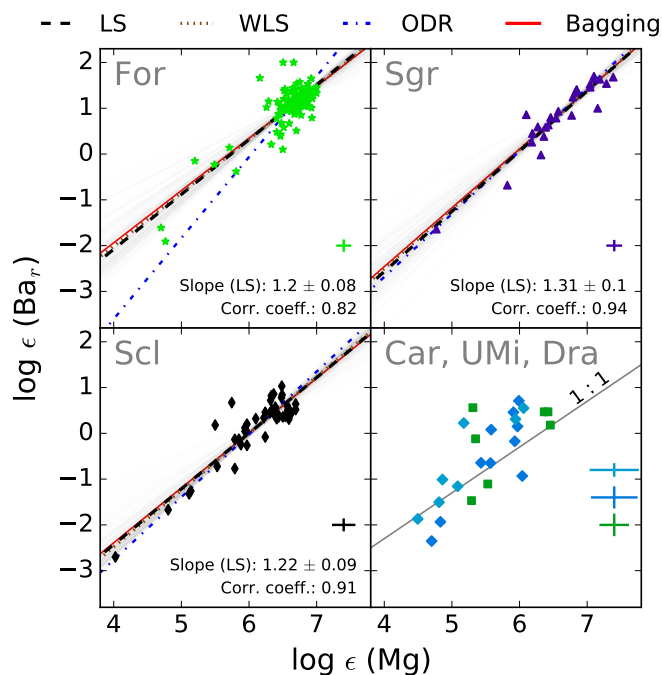 LS WLS ODR Bagging
For
Sgr
2
1
0
−1
−2
−3
Slope (LS): 1.2 ± 0.08
Corr. coeff.: 0.82
Slope (LS): 1.31 ± 0.1
Corr. coeff.: 0.94
log ϵ (Baᵣ)
Scl
Car, UMi, Dra
1 : 1
2
1
0
−1
−2
−3
Slope (LS): 1.22 ± 0.09
Corr. coeff.: 0.91
4 5 6 7 4 5 6 7
log ϵ (Mg)